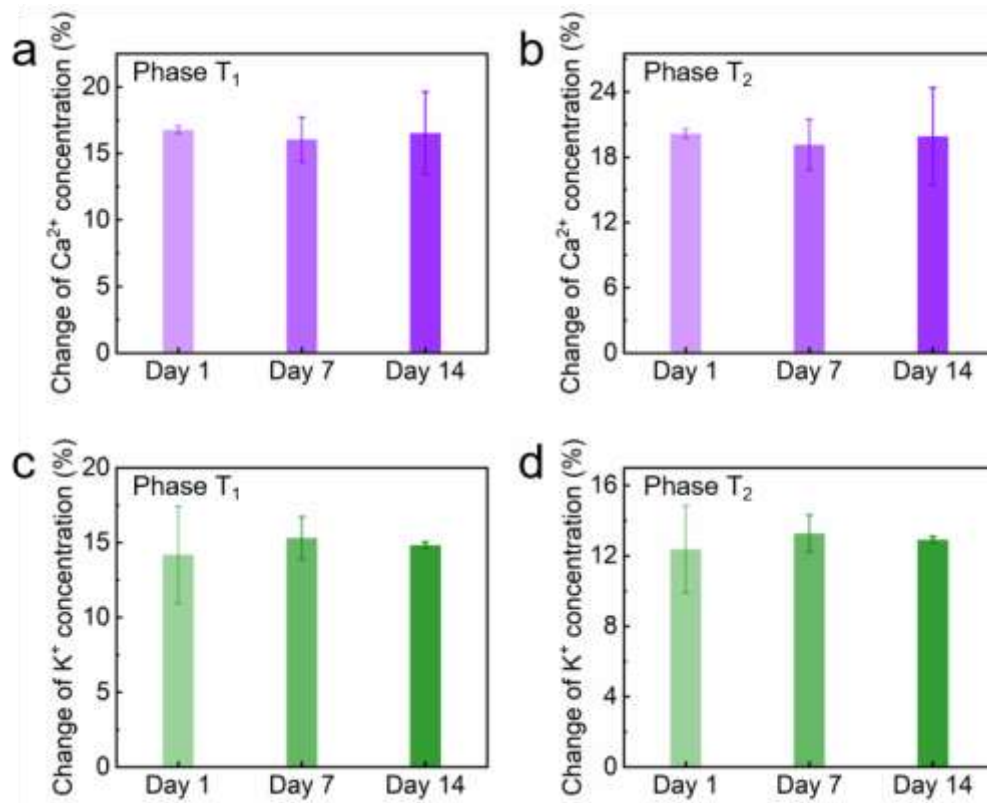 a
Change of Ca²⁺ concentration (%)
Phase T₁
20
15
10
5
0
Day 1 Day 7 Day 14
b
Change of Ca²⁺ concentration (%)
Phase T₂
24
18
12
6
0
Day 1 Day 7 Day 14
c
Change of K⁺ concentration (%)
Phase T₁
20
15
10
5
0
Day 1 Day 7 Day 14
d
Change of K⁺ concentration (%)
Phase T₂
16
12
8
4
0
Day 1 Day 7 Day 14